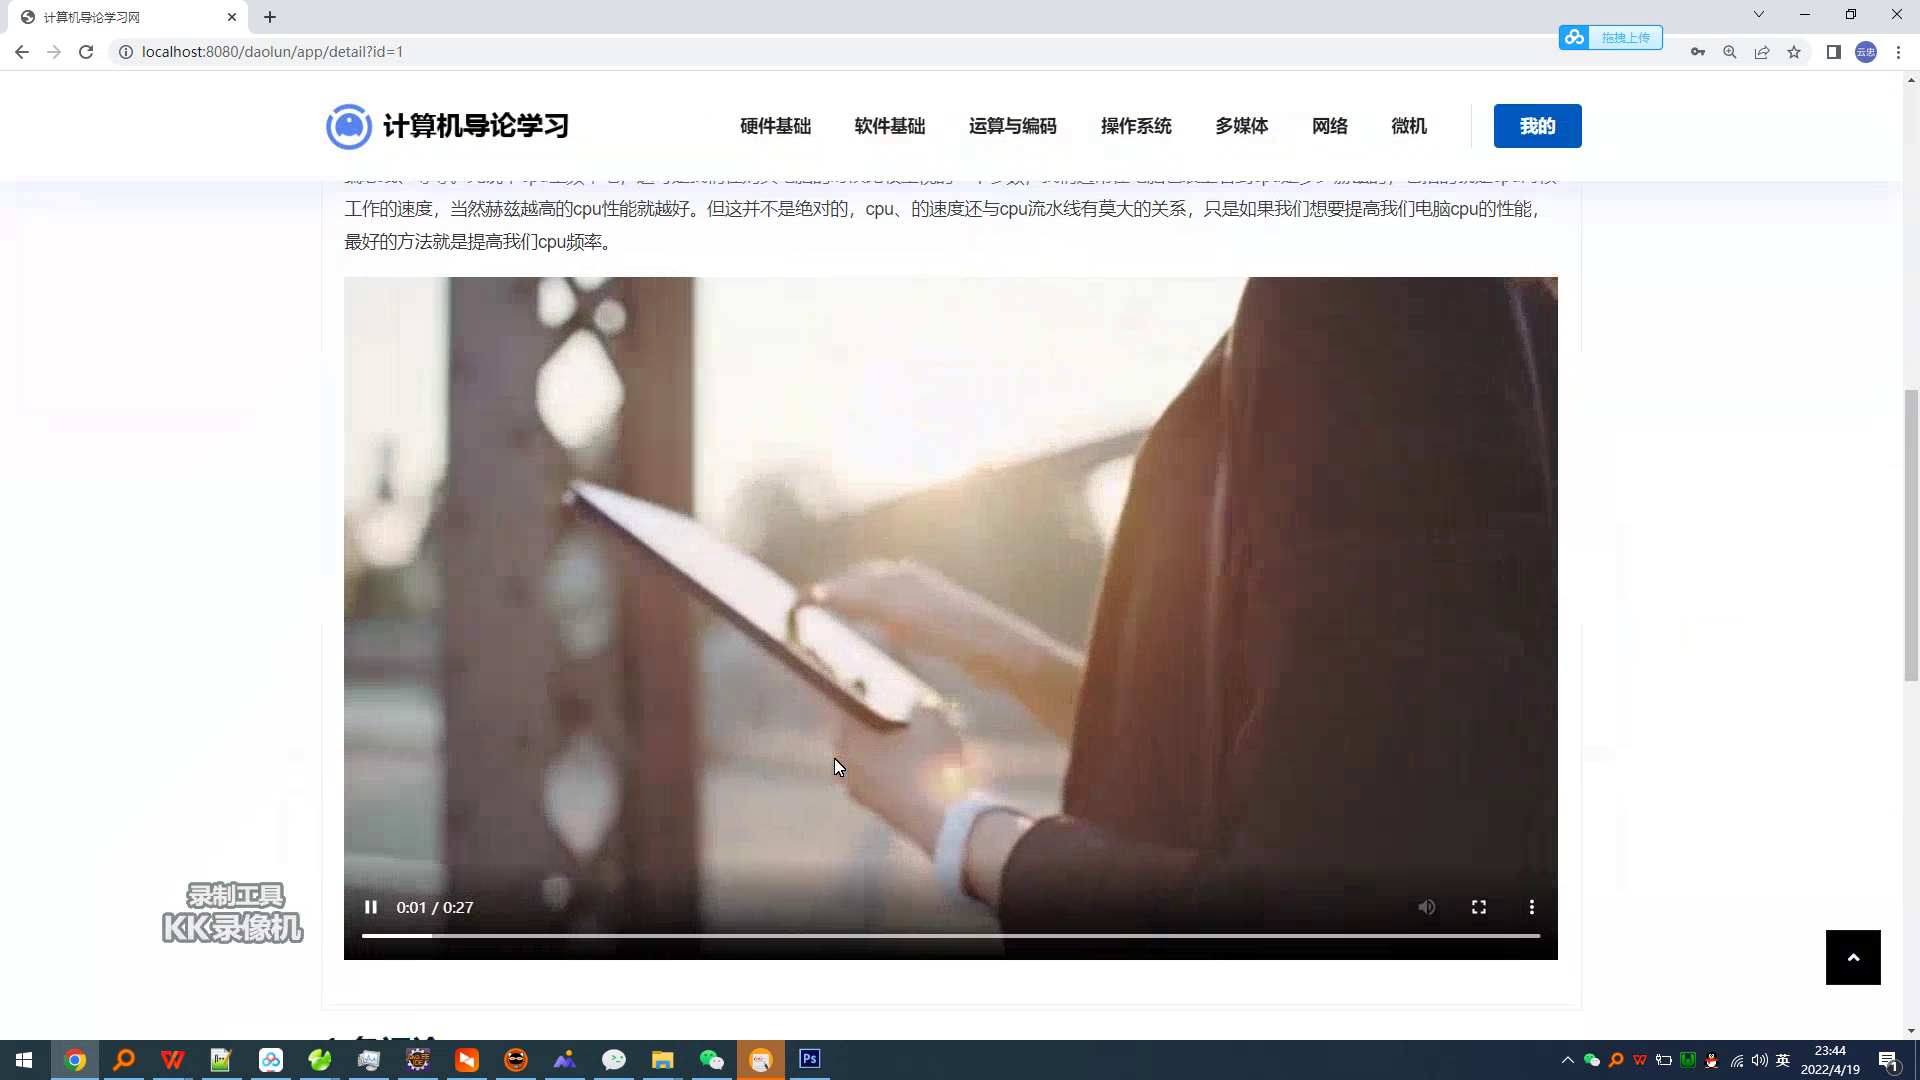 计算机导论学习网
拖拽上传
localhost:8080/daolun/app/detail?id=1
云忠
计算机导论学习
硬件基础 软件基础 运算与编码 操作系统 多媒体 网络 微机 我的
工作的速度，当然赫兹越高的cpu性能就越好。但这并不是绝对的，cpu、的速度还与cpu流水线有莫大的关系，只是如果我们想要提高我们电脑cpu的性能，
最好的方法就是提高我们cpu频率。
0:01 / 0:27
录制工具
KK录像机
Ps
英
23:44
2022/4/19
1